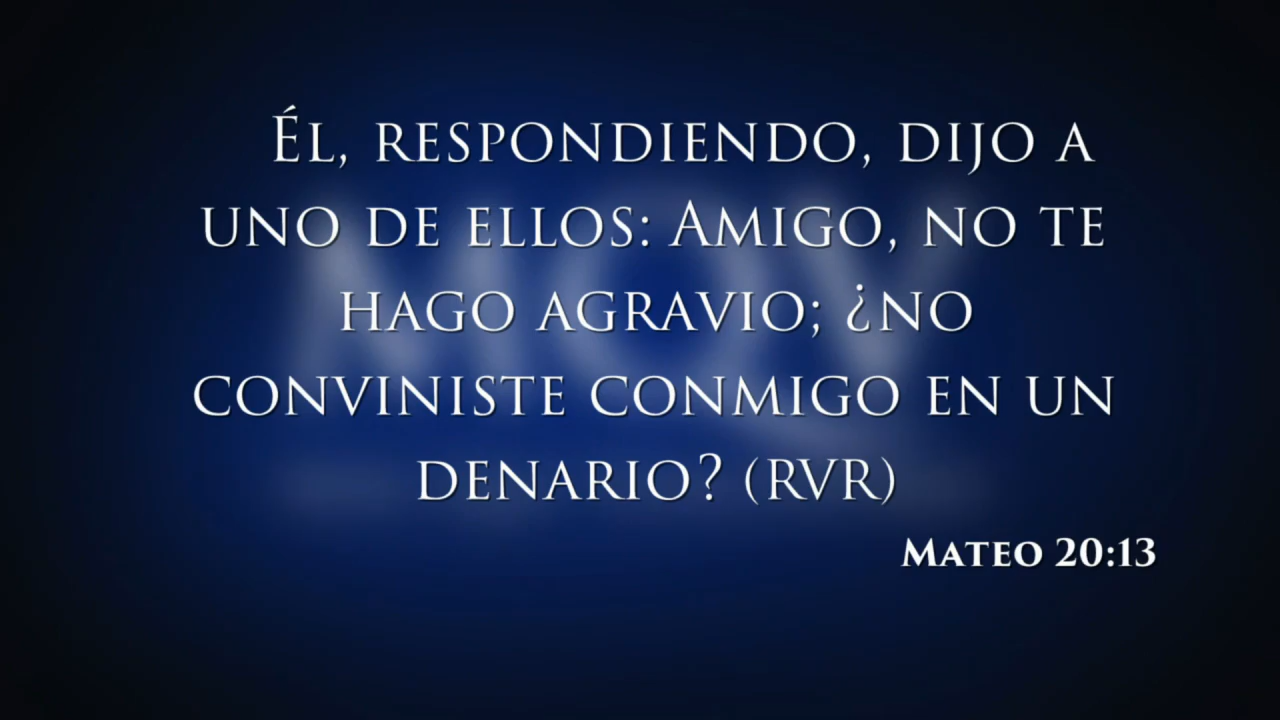 Él, respondiendo, dijo a
uno de ellos: Amigo, no te
hago agravio; ¿no
conviniste conmigo en un
denario? (RVR)
Mateo 20:13